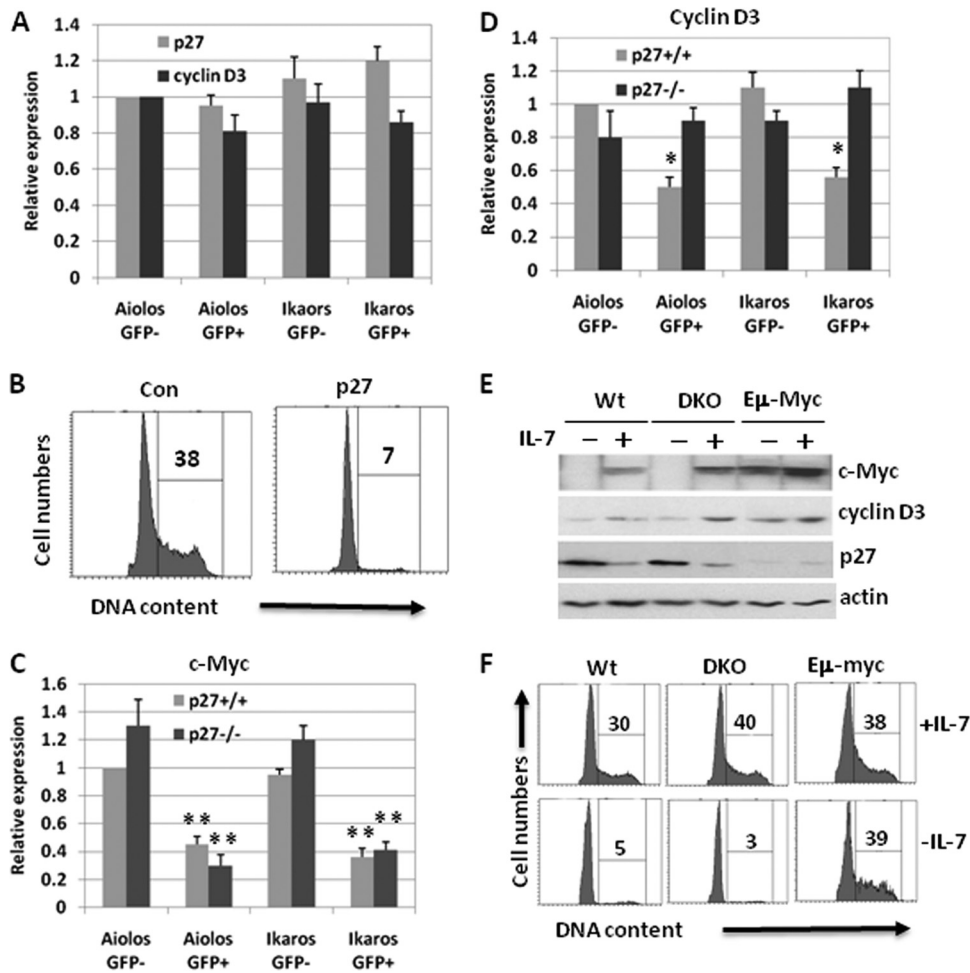 A
p27
cyclin D3
Relative expression
1.4
1.2
1
0.8
0.6
0.4
0.2
0
Aiolos GFP-
Aiolos GFP+
Ikaors GFP-
Ikaros GFP+
B
Con
p27
38
7
Cell numbers
DNA content
C
c-Myc
p27+/+
p27-/-
Relative expression
1.6
1.4
1.2
1
0.8
0.6
0.4
0.2
0
**
**
**
**
Aiolos GFP-
Aiolos GFP+
Ikaros GFP-
Ikaros GFP+
D
Cyclin D3
p27+/+
p27-/-
Relative expression
1.4
1.2
1
0.8
0.6
0.4
0.2
0
*
*
Aiolos GFP-
Aiolos GFP+
Ikaros GFP-
Ikaros GFP+
E
Wt DKO Eμ-Myc
IL-7 − + − + − +
c-Myc
cyclin D3
p27
actin
F
Wt DKO Eμ-myc
30 40 38 +IL-7
5 3 39 -IL-7
Cell numbers
DNA content